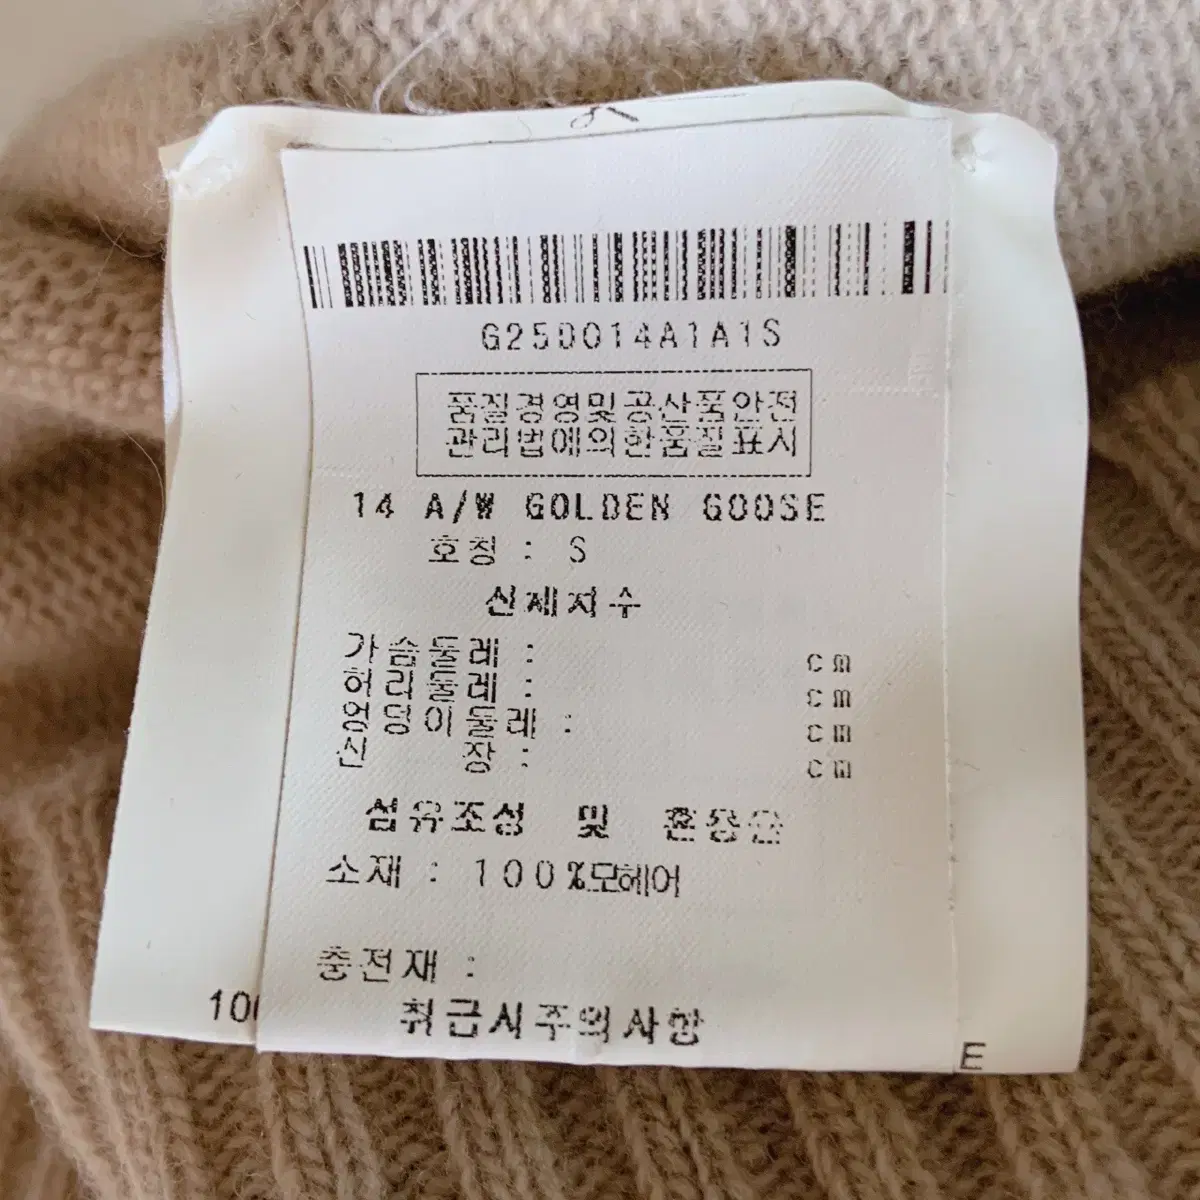 G250014A1A1S
품질경영및공산품안전
관리법에의한품질표시
14 A/W GOLDEN GOOSE
호칭 : S
신체치수
가슴둘레 : cm
허리둘레 : cm
엉덩이둘레 : cm
신 장 : cm
섬유조성 및 혼용율
소재 : 100%모헤어
충전재 :
취급시주의사항
100
E